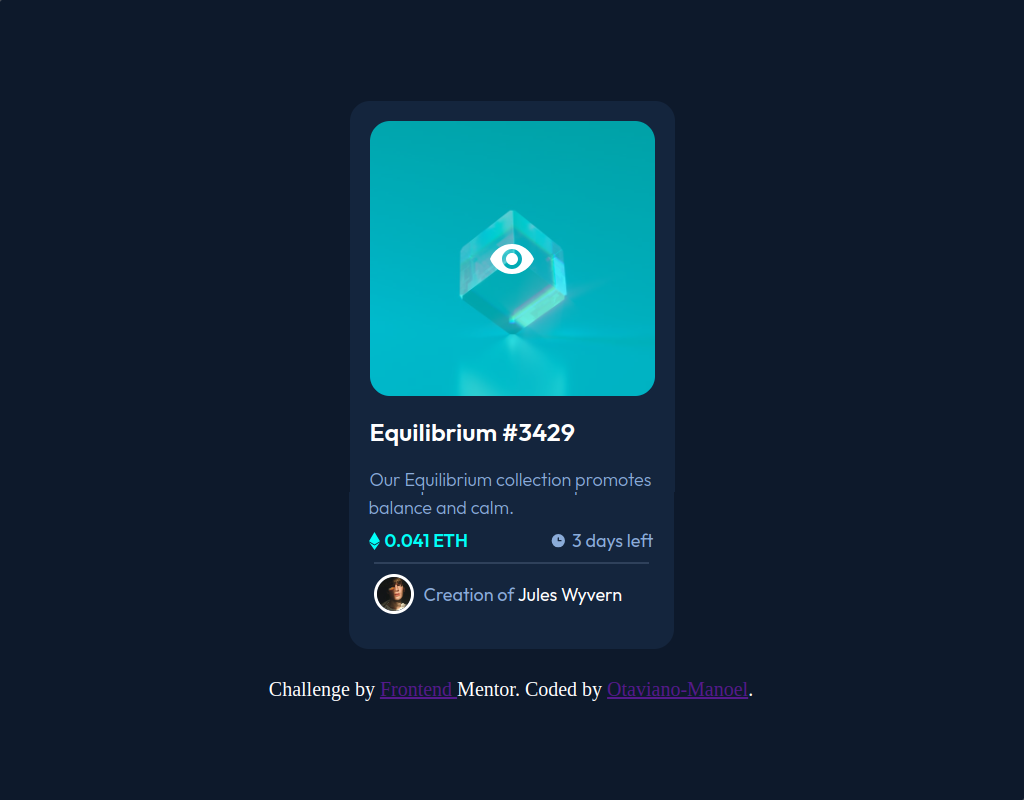 Equilibrium #3429
Our Equilibrium collection promotes
balance and calm.
0.041 ETH 3 days left
Creation of Jules Wyvern
Challenge by Frontend Mentor. Coded by Otaviano-Manoel.